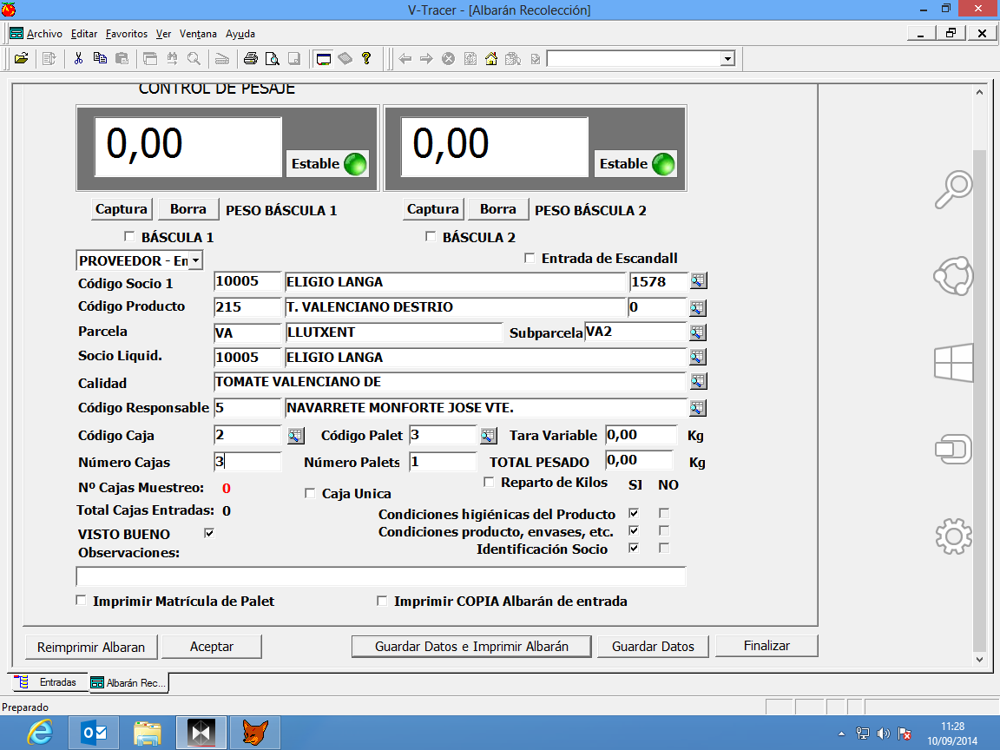 V-Tracer - [Albarán Recolección]
Archivo Editar Favoritos Ver Ventana Ayuda
CONTROL DE PESAJE
0,00 Estable 0,00 Estable
Captura Borra PESO BÁSCULA 1 Captura Borra PESO BÁSCULA 2
BÁSCULA 1 BÁSCULA 2
PROVEEDOR - En Entrada de Escandall
Código Socio 1 10005 ELIGIO LANGA 1578
Código Producto 215 T. VALENCIANO DESTRIO 0
Parcela VA LLUTXENT Subparcela VA2
Socio Liquid. 10005 ELIGIO LANGA
Calidad TOMATE VALENCIANO DE
Código Responsable 5 NAVARRETE MONFORTE JOSE VTE.
Código Caja 2 Código Palet 3 Tara Variable 0,00 Kg
Número Cajas 3 Número Palets 1 TOTAL PESADO 0,00 Kg
Nº Cajas Muestreo: 0 Caja Unica Reparto de Kilos SI NO
Total Cajas Entradas: 0 Condiciones higiénicas del Producto
VISTO BUENO Condiciones producto, envases, etc.
Observaciones: Identificación Socio
Imprimir Matrícula de Palet Imprimir COPIA Albarán de entrada
Reimprimir Albaran Aceptar Guardar Datos e Imprimir Albarán Guardar Datos Finalizar
Entradas Albarán Rec...
Preparado
11:28
10/09/2014